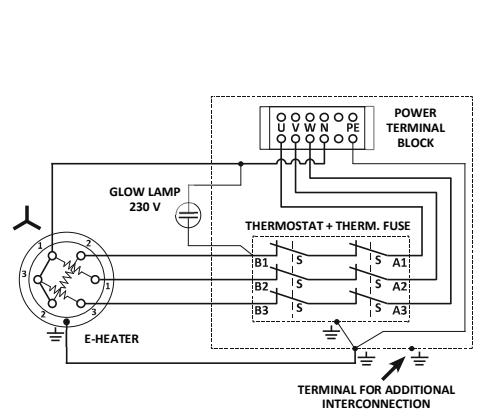 POWER
TERMINAL
BLOCK
U V W N PE
GLOW LAMP
230 V
THERMOSTAT + THERM. FUSE
B1 S S A1
B2 S S A2
B3 S S A3
1 2
3 1
2 3
E-HEATER
TERMINAL FOR ADDITIONAL
INTERCONNECTION